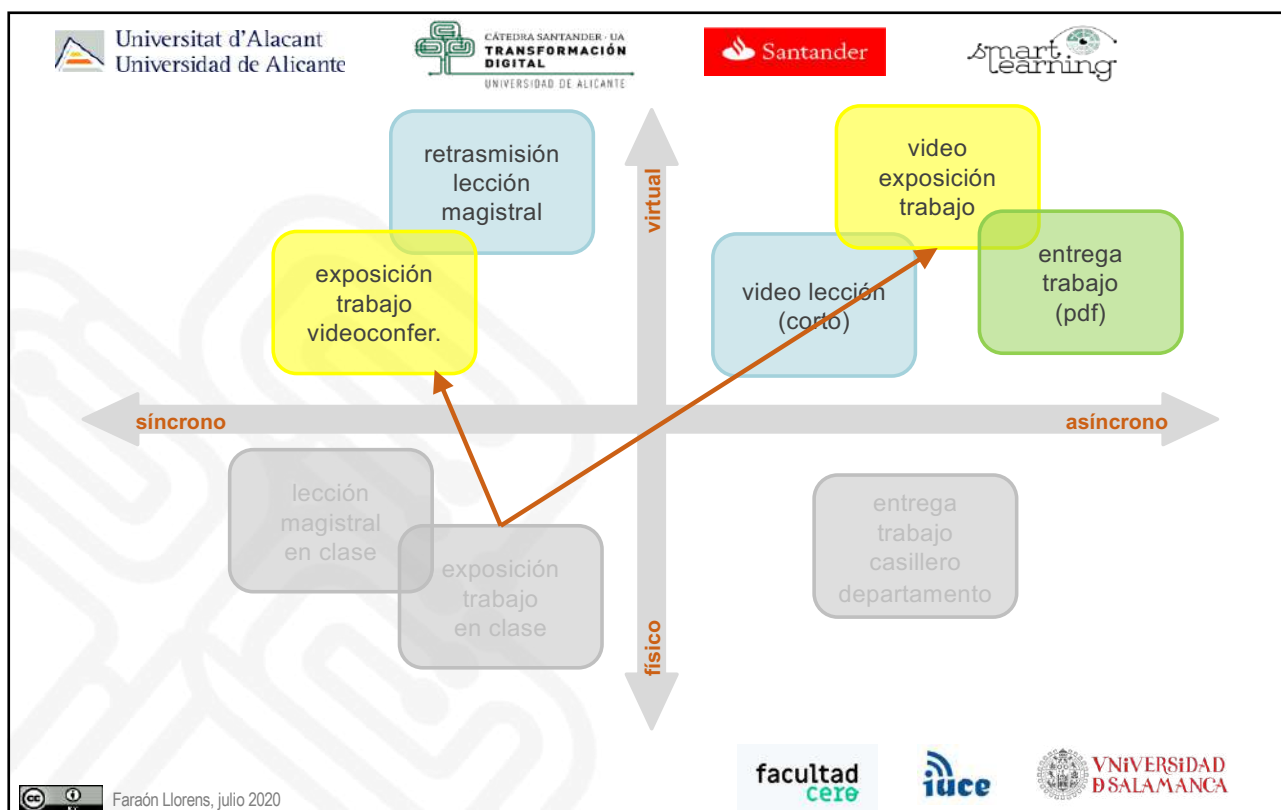 Universitat d'Alacant
Universidad de Alicante
CÁTEDRA SANTANDER · UA
TRANSFORMACIÓN
DIGITAL
UNIVERSIDAD DE ALICANTE
Santander
smart
learning
retrasmisión
lección
magistral
virtual
video
exposición
trabajo
exposición
trabajo
videoconfer.
video lección
(corto)
entrega
trabajo
(pdf)
síncrono
asíncrono
lección
magistral
en clase
exposición
trabajo
en clase
entrega
trabajo
casillero
departamento
físico
facultad
cero
iuce
VNiVERSiDAD
D SALAMANCA
cc
Faraón Llorens, julio 2020